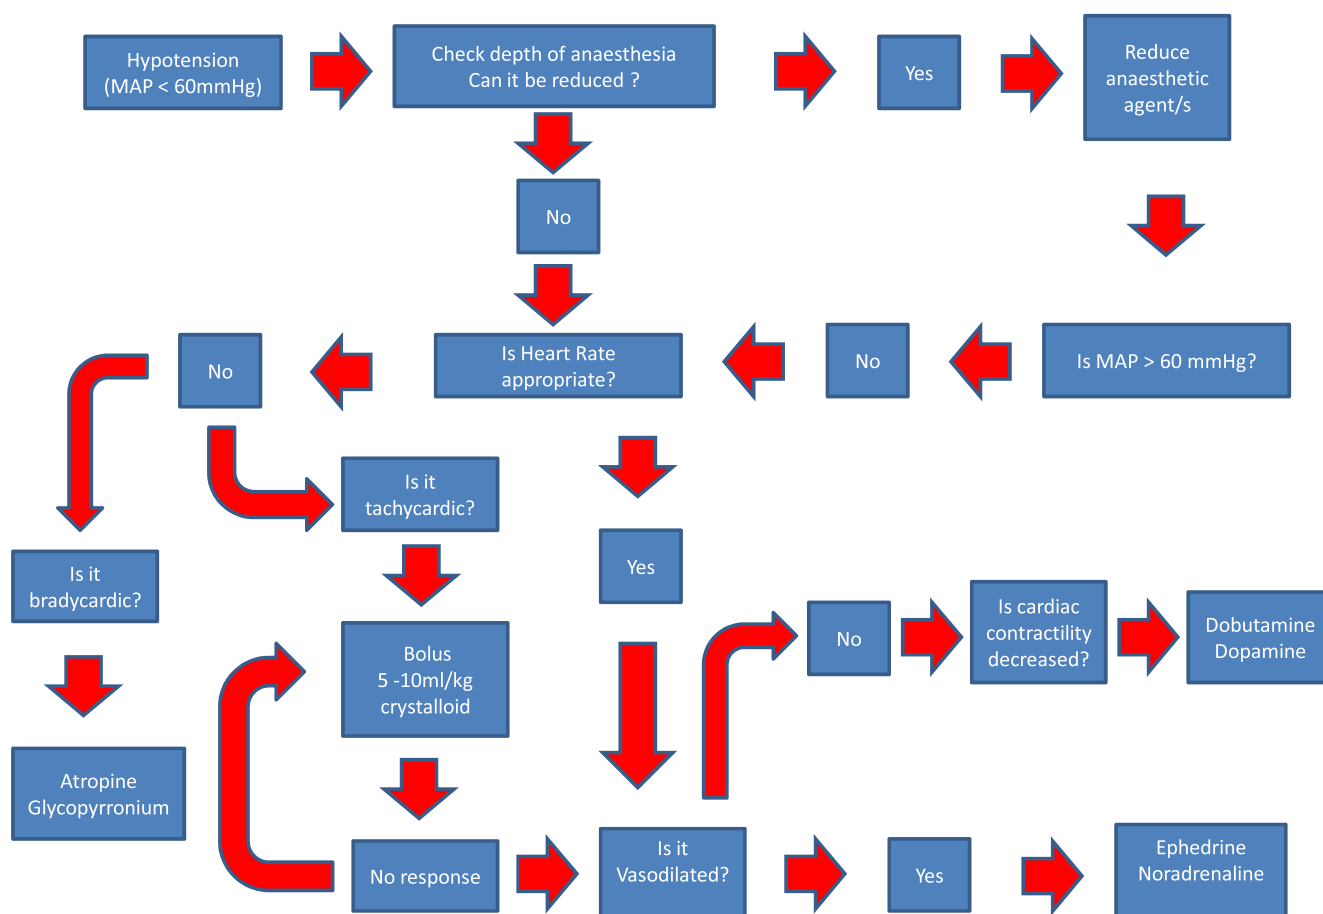 Hypotension
(MAP < 60mmHg)
Check depth of anaesthesia
Can it be reduced ?
Yes
Reduce
anaesthetic
agent/s
No
No
Is Heart Rate
appropriate?
No
Is MAP > 60 mmHg?
Is it
tachycardic?
Is it
bradycardic?
Yes
No
Is cardiac
contractility
decreased?
Dobutamine
Dopamine
Bolus
5 -10ml/kg
crystalloid
Atropine
Glycopyrronium
No response
Is it
Vasodilated?
Yes
Ephedrine
Noradrenaline